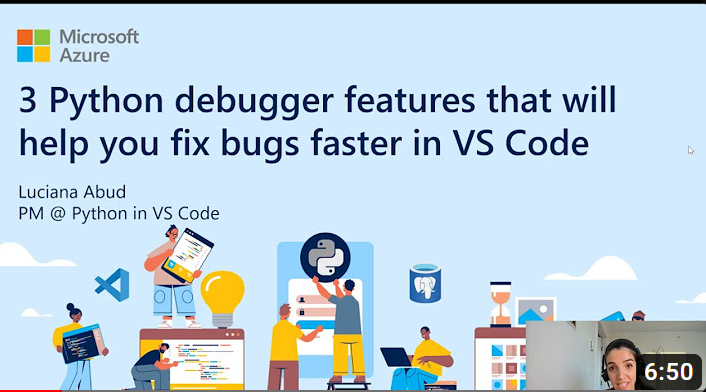 Microsoft
Azure
3 Python debugger features that will
help you fix bugs faster in VS Code
Luciana Abud
PM @ Python in VS Code
6:50